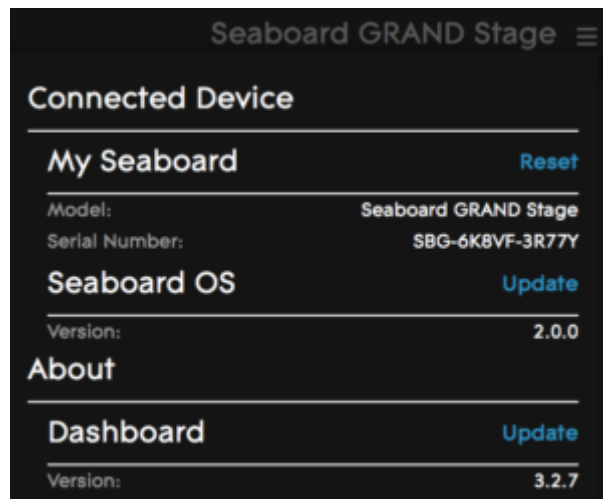 Seaboard GRAND Stage
Connected Device
My Seaboard Reset
Model: Seaboard GRAND Stage
Serial Number: SBG-6K8VF-3R77Y
Seaboard OS Update
Version: 2.0.0
About
Dashboard Update
Version: 3.2.7